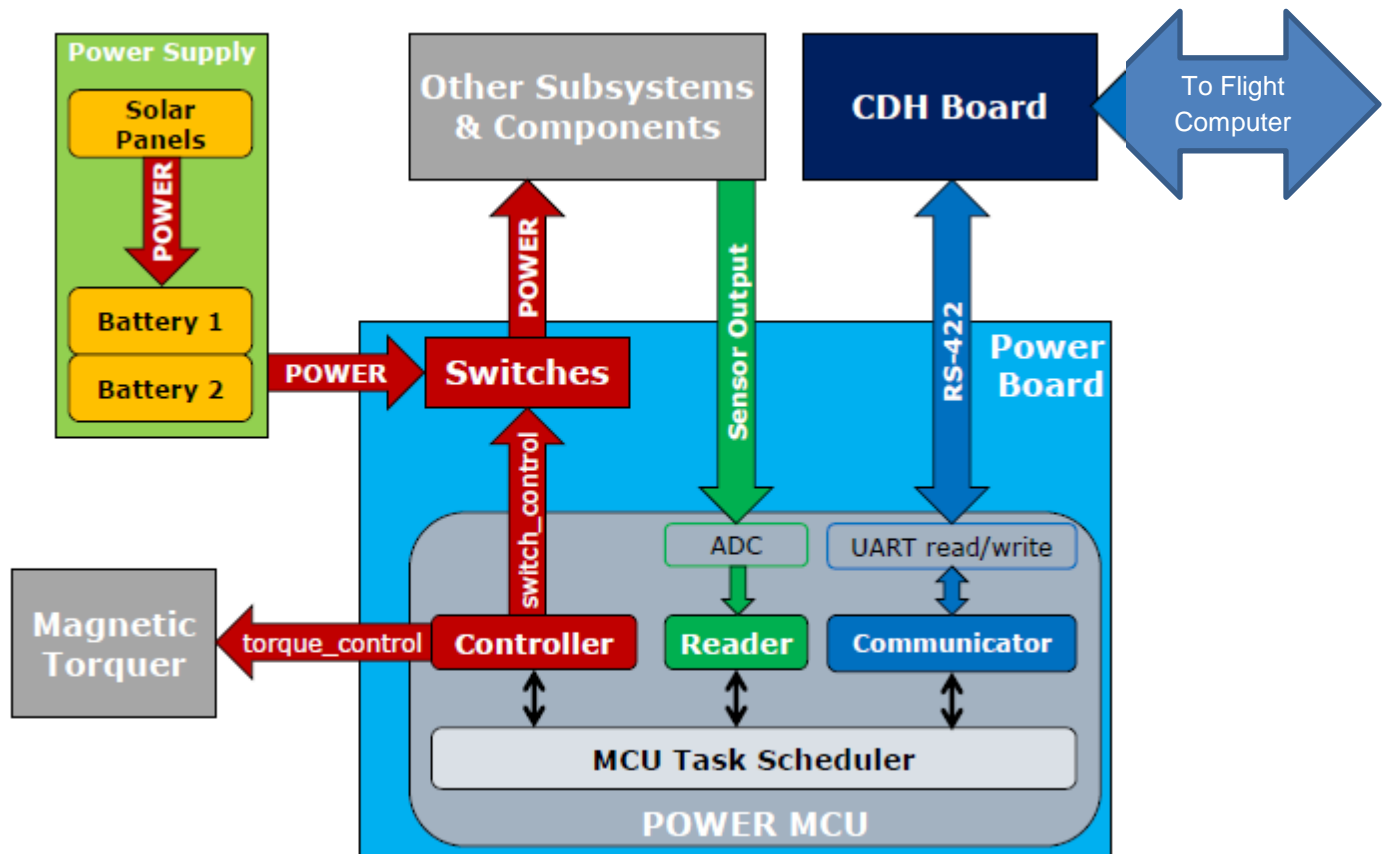 Power Supply
Solar
Panels
POWER
Battery 1
Battery 2
POWER
Other Subsystems
& Components
CDH Board
To Flight
Computer
POWER
Sensor Output
RS-422
Power
Board
Switches
switch_control
ADC
UART read/write
Magnetic
Torquer
torque_control
Controller
Reader
Communicator
MCU Task Scheduler
POWER MCU